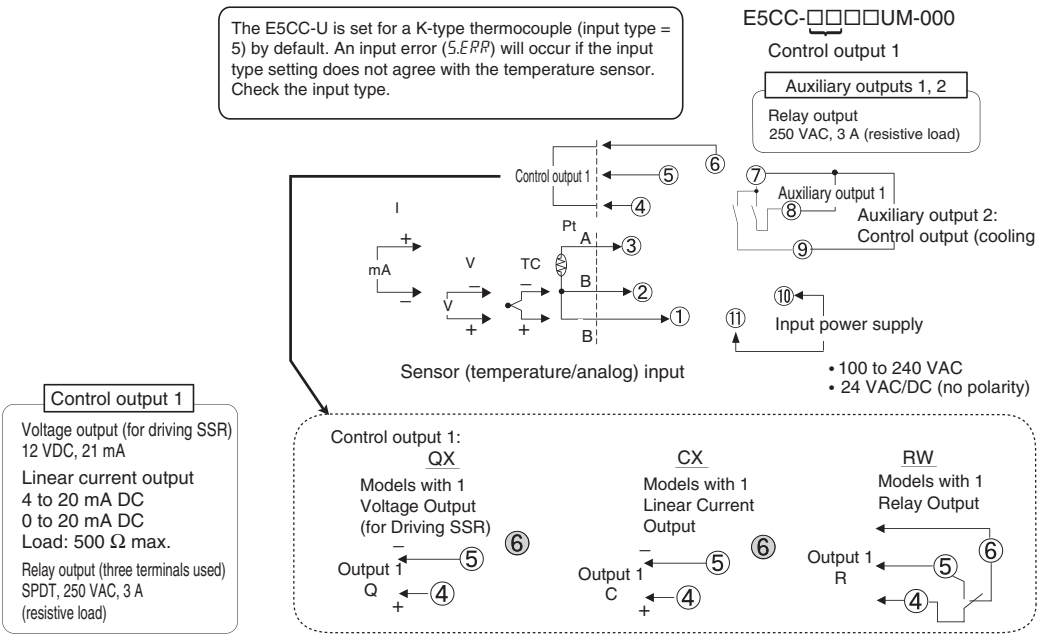 The E5CC-U is set for a K-type thermocouple (input type =
5) by default. An input error (S.ERR) will occur if the input
type setting does not agree with the temperature sensor.
Check the input type.
E5CC-□□□□UM-000
Control output 1
Auxiliary outputs 1, 2
Relay output
250 VAC, 3 A (resistive load)
Control output 1
⑥
⑤
④
⑦
Auxiliary output 1
⑧
Auxiliary output 2:
Control output (cooling
⑨
I
+
mA
−
V
−
V
+
TC
−
+
Pt
A
③
B
②
①
B
⑩
⑪
Input power supply
• 100 to 240 VAC
• 24 VAC/DC (no polarity)
Sensor (temperature/analog) input
Control output 1
Voltage output (for driving SSR)
12 VDC, 21 mA
Linear current output
4 to 20 mA DC
0 to 20 mA DC
Load: 500 Ω max.
Relay output (three terminals used)
SPDT, 250 VAC, 3 A
(resistive load)
Control output 1:
QX
Models with 1
Voltage Output
(for Driving SSR)
⑥
−
⑤
Output 1
Q
④
+
CX
Models with 1
Linear Current
Output
⑥
−
⑤
Output 1
C
④
+
RW
Models with 1
Relay Output
⑥
Output 1
R
⑤
④